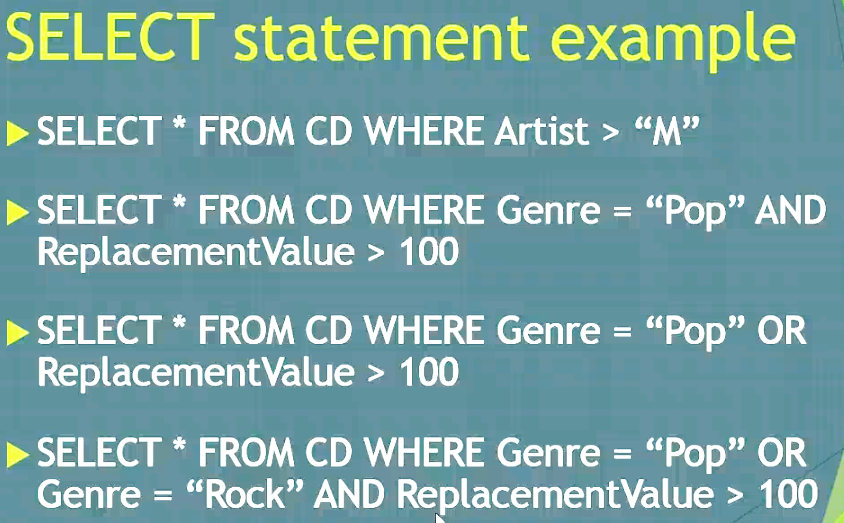 SELECT statement example
SELECT * FROM CD WHERE Artist > “M”
SELECT * FROM CD WHERE Genre = “Pop” AND
ReplacementValue > 100
SELECT * FROM CD WHERE Genre = “Pop” OR
ReplacementValue > 100
SELECT * FROM CD WHERE Genre = “Pop” OR
Genre = “Rock” AND ReplacementValue > 100